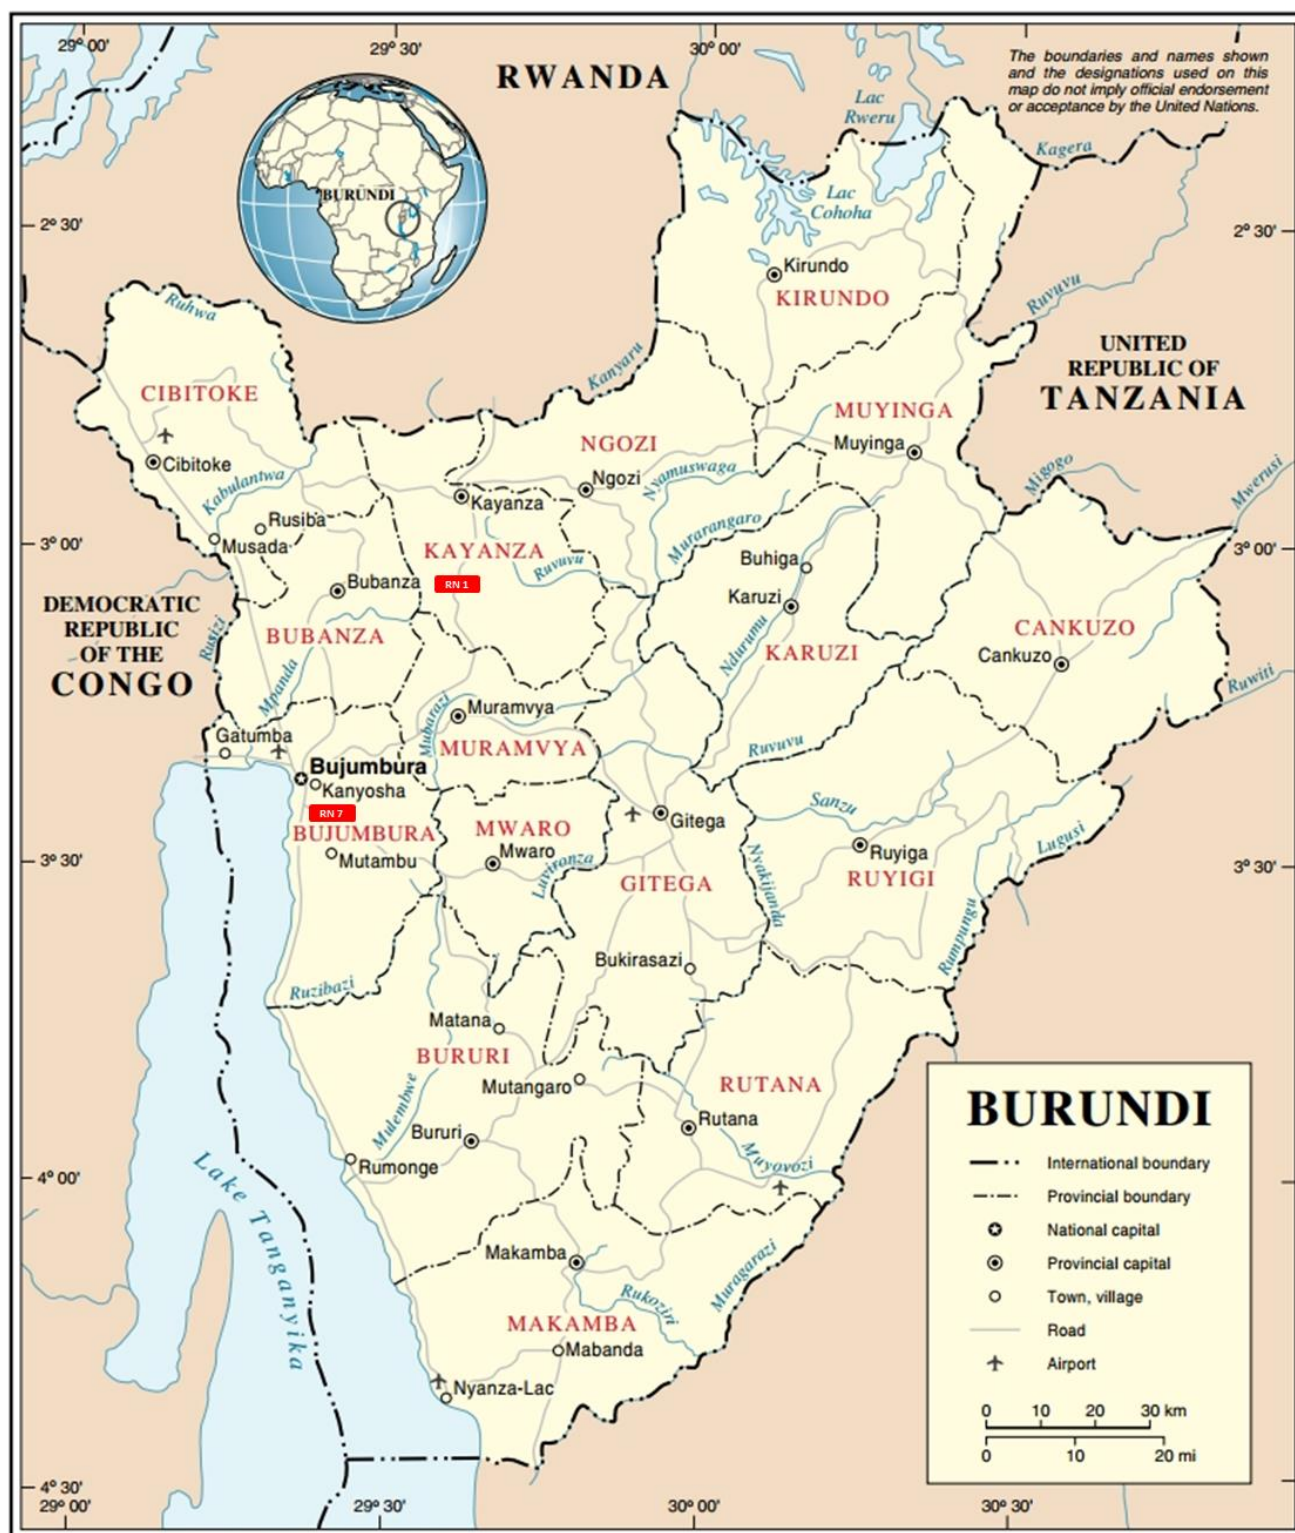 29° 00'
29° 30'
30° 00'
RWANDA
The boundaries and names shown
and the designations used on this
map do not imply official endorsement
or acceptance by the United Nations.
Lac
Rweru
Kagera
BURUNDI
Lac
Cohoha
2° 30'
2° 30'
Kirundo
KIRUNDO
Ruvuvu
Ruhwa
UNITED
REPUBLIC OF
TANZANIA
Kanyaru
CIBITOKE
MUYINGA
NGOZI
Muyinga
Cibitoke
Nyamuswaga
Migogo
Mwerusi
Kabulantwa
Ngozi
Kayanza
Rusiba
Murarangaro
Musada
3° 00'
KAYANZA
Buhiga
3° 00'
Ruvuvu
Bubanza
RN 1
Karuzi
DEMOCRATIC
REPUBLIC
OF THE
CONGO
Rusizi
BUBANZA
Ndurumu
KARUZI
CANKUZO
Cankuzo
Mpanda
Ruwiti
Mubarazi
Muramvya
Gatumba
MURAMVYA
Ruvuvu
Bujumbura
Kanyosha
Sanzu
RN 7
Gitega
BUJUMBURA
MWARO
Lugusi
Mutambu
Mwaro
Ruyiga
3° 30'
3° 30'
Luvironza
GITEGA
Nyakijanda
RUYIGI
Rumpungu
Bukirasazi
Ruzibazi
Matana
BURURI
Mutangaro
RUTANA
Mulembwe
Rutana
Bururi
Rumonge
Muyovozi
4° 00'
Lake Tanganyika
Makamba
Muragarazi
Rukoziri
MAKAMBA
Mabanda
Nyanza-Lac
BURUNDI
International boundary
Provincial boundary
National capital
Provincial capital
Town, village
Road
Airport
0 10 20 30 km
0 10 20 mi
4° 30'
29° 00'
29° 30'
30° 00'
30° 30'